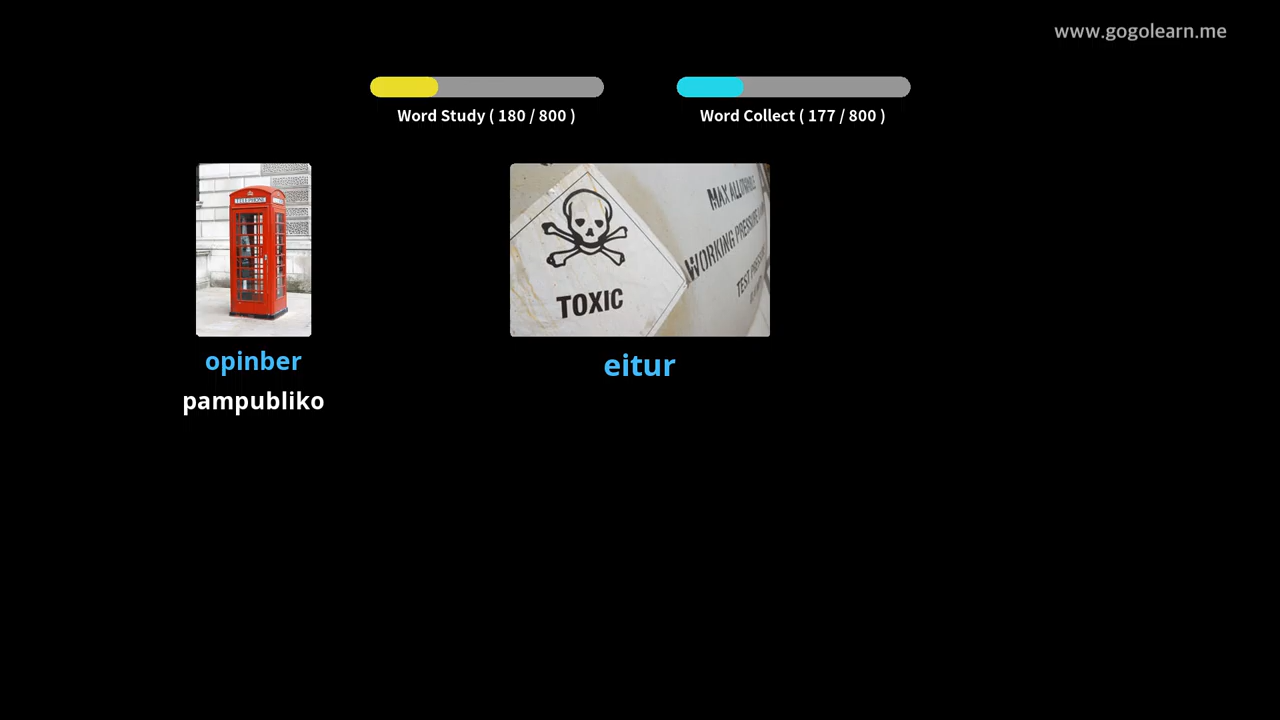 www.gogolearn.me
Word Study ( 180 / 800 )
Word Collect ( 177 / 800 )
TELEPHONE
TOXIC
MAX ALLOWABLE
WORKING PRESSURE
TEST
opinber
eitur
pampubliko